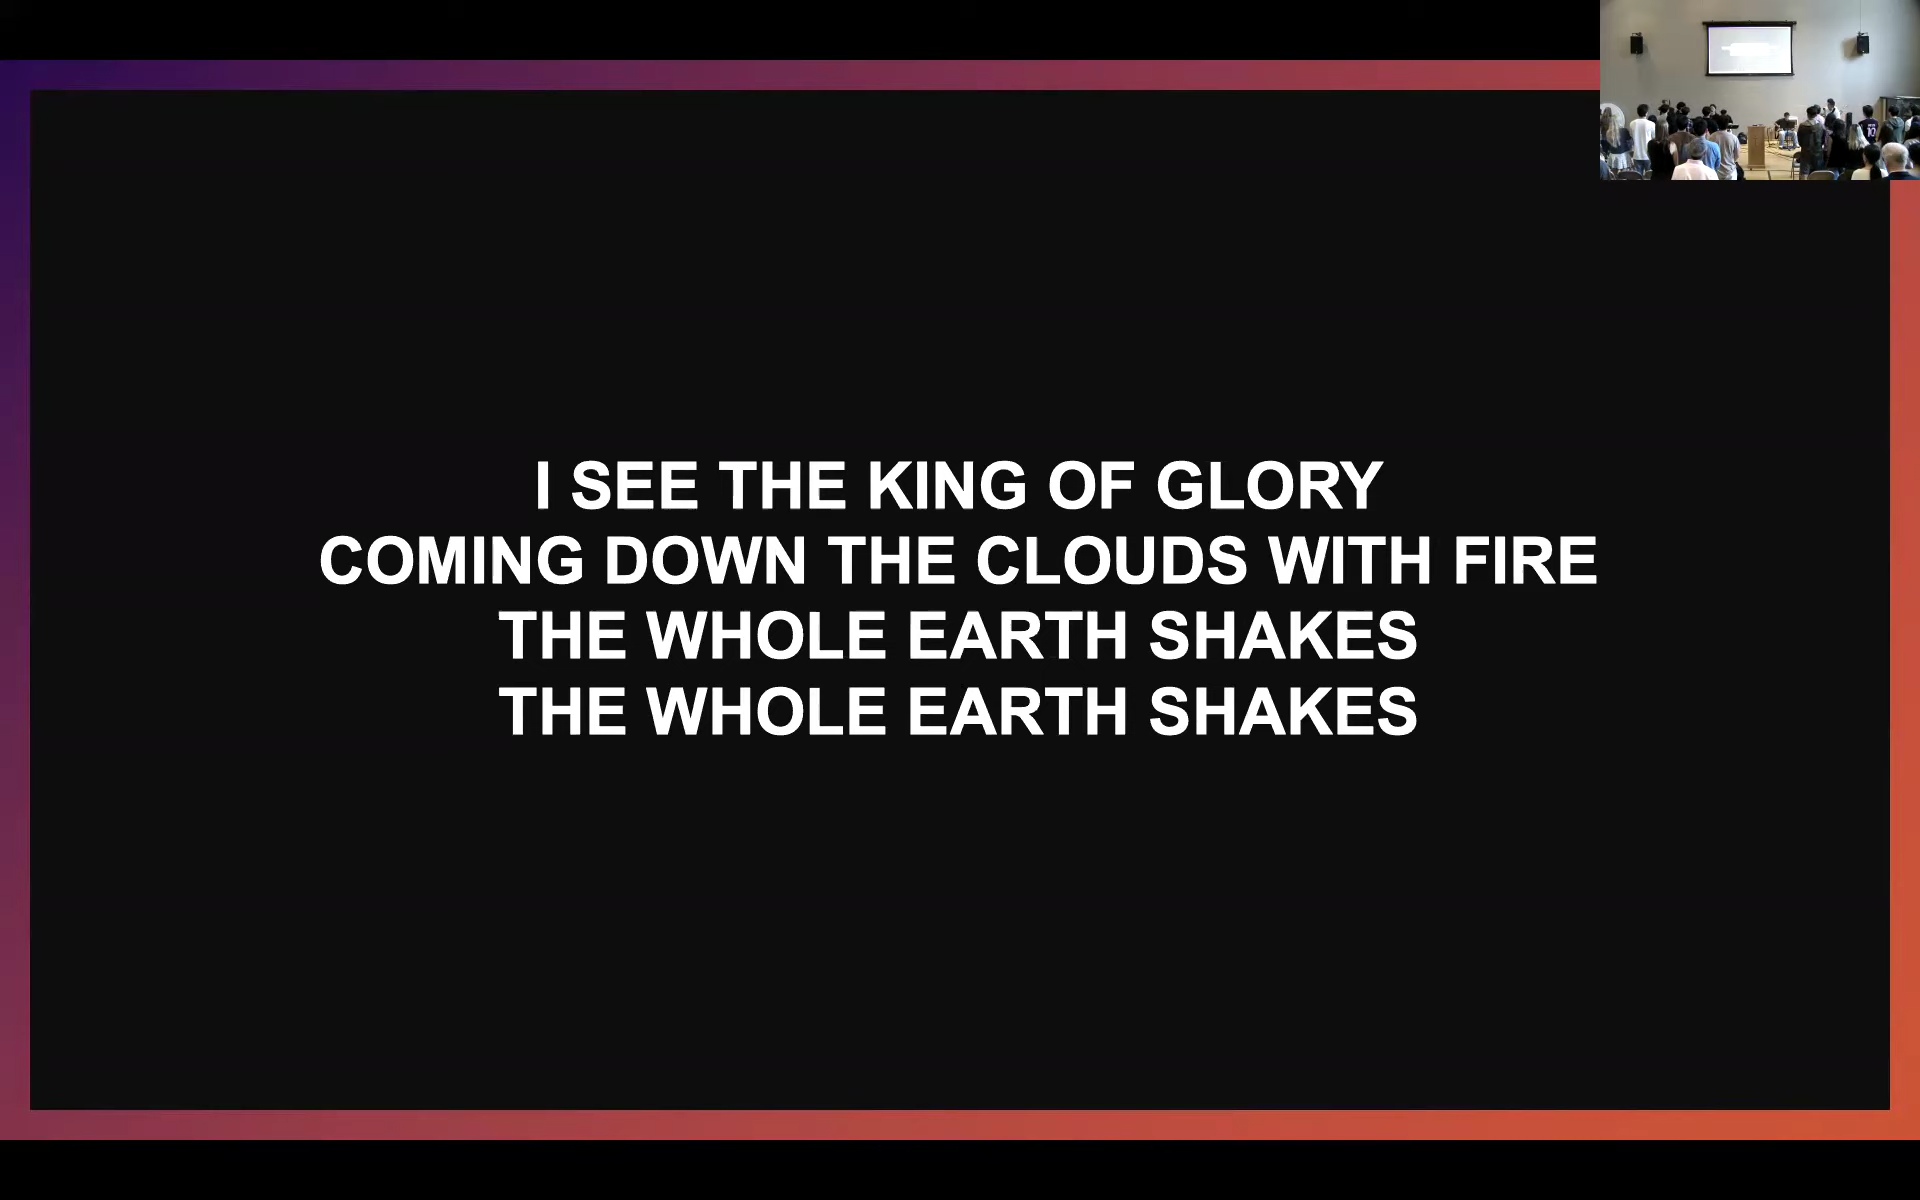 I SEE THE KING OF GLORY
COMING DOWN THE CLOUDS WITH FIRE
THE WHOLE EARTH SHAKES
THE WHOLE EARTH SHAKES
10